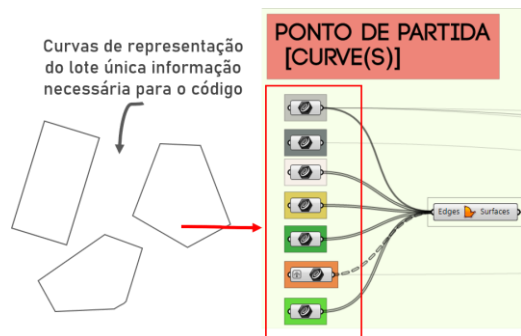 Curvas de representação
do lote única informação
necessária para o código
PONTO DE PARTIDA
[CURVE(S)]
Edges Surfaces